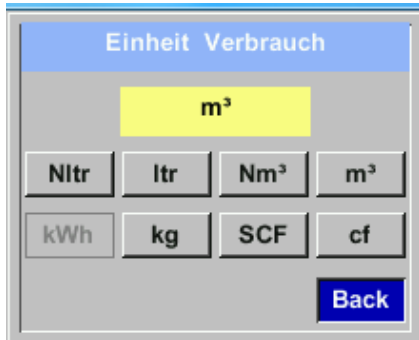 Einheit Verbrauch
m³
Nltr ltr Nm³ m³
kWh kg SCF cf
Back